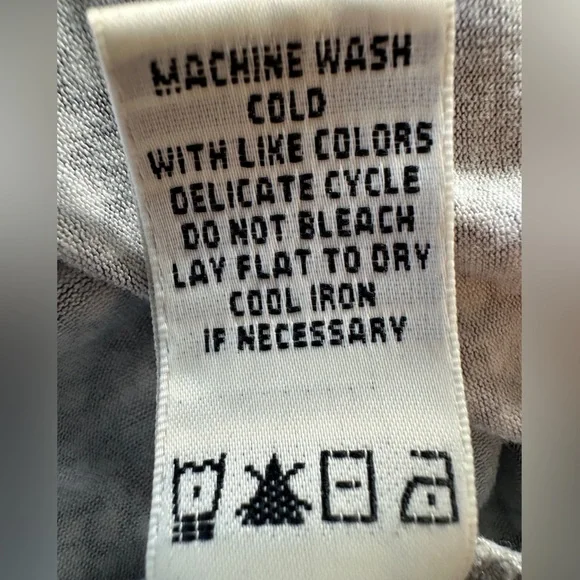 MACHINE WASH
COLD
WITH LIKE COLORS
DELICATE CYCLE
DO NOT BLEACH
LAY FLAT TO DRY
COOL IRON
IF NECESSARY